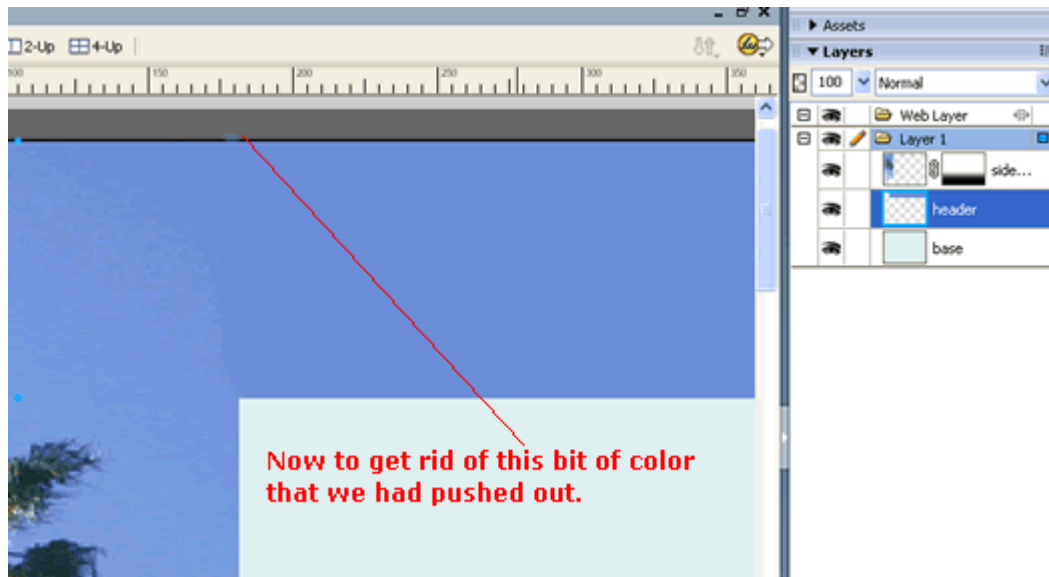 Assets
2-Up 4-Up
Layers
100 150 200 250 300 350
100 Normal
Web Layer
Layer 1
side...
header
base
Now to get rid of this bit of color
that we had pushed out.